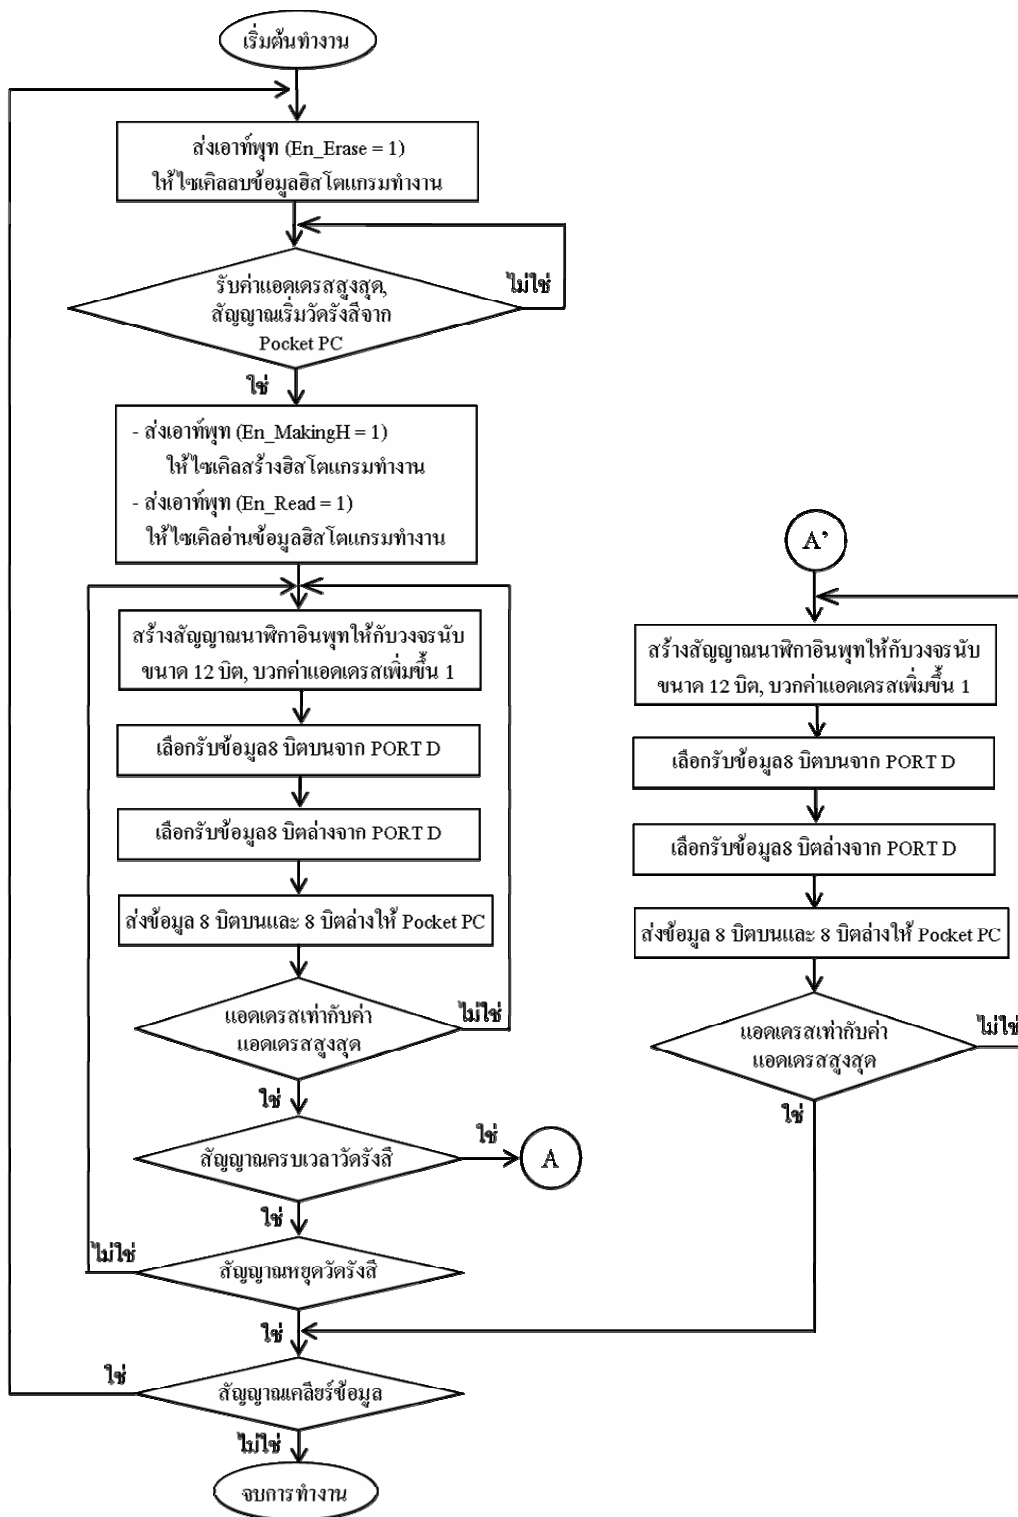 เริ่มต้นทำงาน
ส่งเอาท์พุท (En_Erase = 1)
ให้ไซเคิลลบข้อมูลฮิสโตแกรมทำงาน
รับค่าแอดเดรสสูงสุด,
สัญญาณเริ่มวัดรังสีจาก
Pocket PC
ไม่ใช่
ใช่
- ส่งเอาท์พุท (En_MakingH = 1)
ให้ไซเคิลสร้างฮิสโตแกรมทำงาน
- ส่งเอาท์พุท (En_Read = 1)
ให้ไซเคิลอ่านข้อมูลฮิสโตแกรมทำงาน
สร้างสัญญาณนาฬิกาอินพุทให้กับวงจรนับ
ขนาด 12 บิต, บวกค่าแอดเดรสเพิ่มขึ้น 1
เลือกรับข้อมูล8 บิตบนจาก PORT D
เลือกรับข้อมูล8 บิตล่างจาก PORT D
ส่งข้อมูล 8 บิตบนและ 8 บิตล่างให้ Pocket PC
แอดเดรสเท่ากับค่า
แอดเดรสสูงสุด
ไม่ใช่
ใช่
สัญญาณครบเวลาวัดรังสี
ใช่
A
ใช่
สัญญาณหยุดวัดรังสี
ไม่ใช่
ใช่
สัญญาณเคลียร์ข้อมูล
ใช่
ไม่ใช่
จบการทำงาน
A’
สร้างสัญญาณนาฬิกาอินพุทให้กับวงจรนับ
ขนาด 12 บิต, บวกค่าแอดเดรสเพิ่มขึ้น 1
เลือกรับข้อมูล8 บิตบนจาก PORT D
เลือกรับข้อมูล8 บิตล่างจาก PORT D
ส่งข้อมูล 8 บิตบนและ 8 บิตล่างให้ Pocket PC
แอดเดรสเท่ากับค่า
แอดเดรสสูงสุด
ไม่ใช่
ใช่